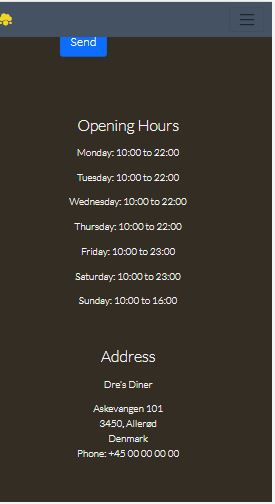 Send
Opening Hours
Monday: 10:00 to 22:00
Tuesday: 10:00 to 22:00
Wednesday: 10:00 to 22:00
Thursday: 10:00 to 22:00
Friday: 10:00 to 23:00
Saturday: 10:00 to 23:00
Sunday: 10:00 to 16:00
Address
Dre's Diner
Askevangen 101
3450, Allerød
Denmark
Phone: +45 00 00 00 00